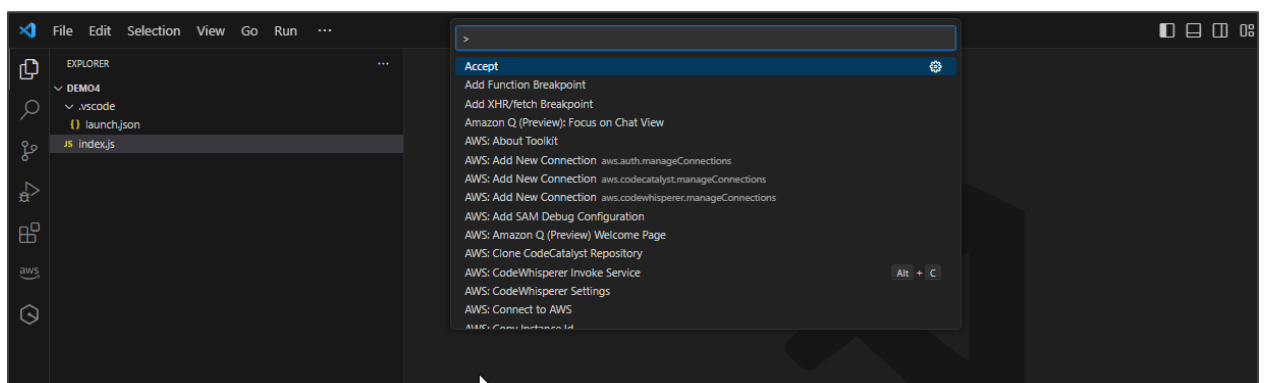 File Edit Selection View Go Run ···
>
EXPLORER ···
DEMO4
.vscode
{} launch.json
JS index.js
aws
Accept
Add Function Breakpoint
Add XHR/fetch Breakpoint
Amazon Q (Preview): Focus on Chat View
AWS: About Toolkit
AWS: Add New Connection aws.auth.manageConnections
AWS: Add New Connection aws.codecatalyst.manageConnections
AWS: Add New Connection aws.codewhisperer.manageConnections
AWS: Add SAM Debug Configuration
AWS: Amazon Q (Preview) Welcome Page
AWS: Clone CodeCatalyst Repository
AWS: CodeWhisperer Invoke Service Alt + C
AWS: CodeWhisperer Settings
AWS: Connect to AWS
AWS: Copy Instance Id